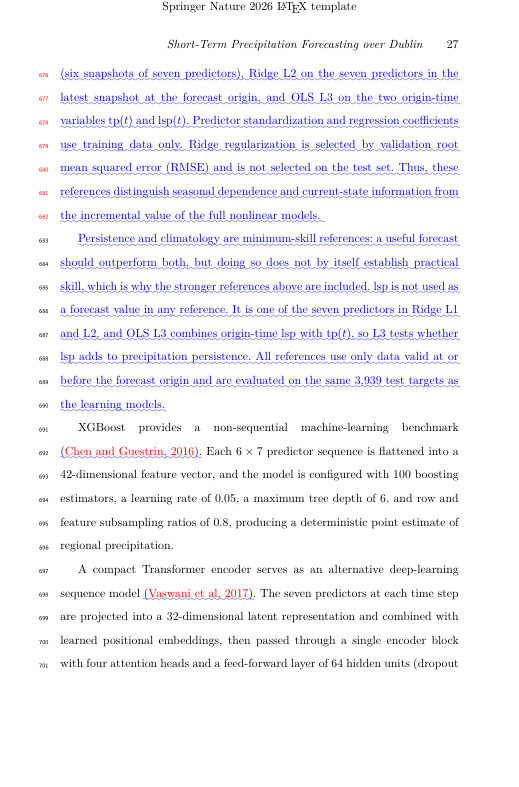 Springer Nature 2026 LATEX template
Short-Term Precipitation Forecasting over Dublin 27
676 (six snapshots of seven predictors), Ridge L2 on the seven predictors in the
677 latest snapshot at the forecast origin, and OLS L3 on the two origin-time
678 variables tp(t) and lsp(t). Predictor standardization and regression coefficients
679 use training data only. Ridge regularization is selected by validation root
680 mean squared error (RMSE) and is not selected on the test set. Thus, these
681 references distinguish seasonal dependence and current-state information from
682 the incremental value of the full nonlinear models.
683 Persistence and climatology are minimum-skill references: a useful forecast
684 should outperform both, but doing so does not by itself establish practical
685 skill, which is why the stronger references above are included. lsp is not used as
686 a forecast value in any reference. It is one of the seven predictors in Ridge L1
687 and L2, and OLS L3 combines origin-time lsp with tp(t), so L3 tests whether
688 lsp adds to precipitation persistence. All references use only data valid at or
689 before the forecast origin and are evaluated on the same 3,939 test targets as
690 the learning models.
691 XGBoost provides a non-sequential machine-learning benchmark
692 (Chen and Guestrin, 2016). Each 6 × 7 predictor sequence is flattened into a
693 42-dimensional feature vector, and the model is configured with 100 boosting
694 estimators, a learning rate of 0.05, a maximum tree depth of 6, and row and
695 feature subsampling ratios of 0.8, producing a deterministic point estimate of
696 regional precipitation.
697 A compact Transformer encoder serves as an alternative deep-learning
698 sequence model (Vaswani et al, 2017). The seven predictors at each time step
699 are projected into a 32-dimensional latent representation and combined with
700 learned positional embeddings, then passed through a single encoder block
701 with four attention heads and a feed-forward layer of 64 hidden units (dropout